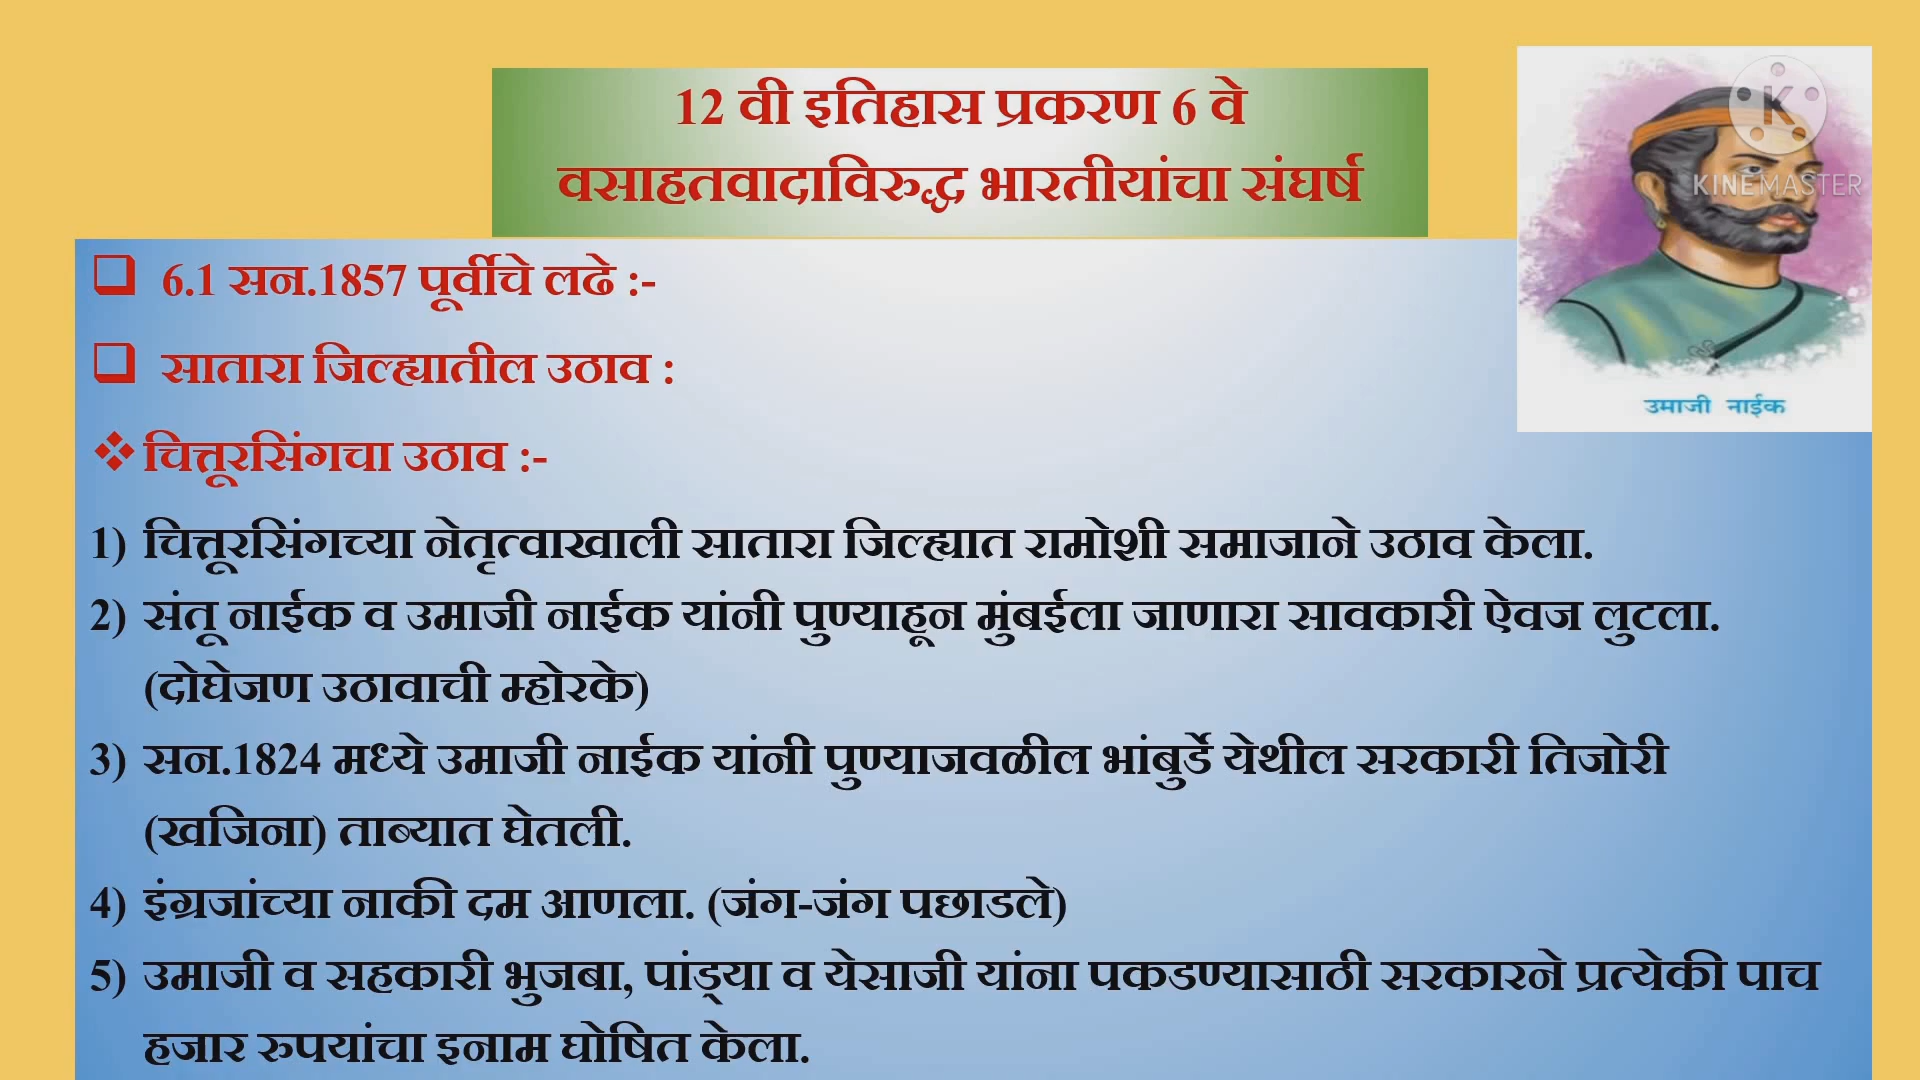 12 वी इतिहास प्रकरण 6 वे
वसाहतवादाविरुद्ध भारतीयांचा संघर्ष
KINEMASTER
उमाजी नाईक
6.1 सन.1857 पूर्वीचे लढे :-
सातारा जिल्ह्यातील उठाव :
चित्तूरसिंगचा उठाव :-
1) चित्तूरसिंगच्या नेतृत्वाखाली सातारा जिल्ह्यात रामोशी समाजाने उठाव केला.
2) संतू नाईक व उमाजी नाईक यांनी पुण्याहून मुंबईला जाणारा सावकारी ऐवज लुटला.
(दोघेजण उठावाची म्होरके)
3) सन.1824 मध्ये उमाजी नाईक यांनी पुण्याजवळील भांबुर्डे येथील सरकारी तिजोरी
(खजिना) ताब्यात घेतली.
4) इंग्रजांच्या नाकी दम आणला. (जंग-जंग पछाडले)
5) उमाजी व सहकारी भुजबा, पांड्या व येसाजी यांना पकडण्यासाठी सरकारने प्रत्येकी पाच
हजार रुपयांचा इनाम घोषित केला.